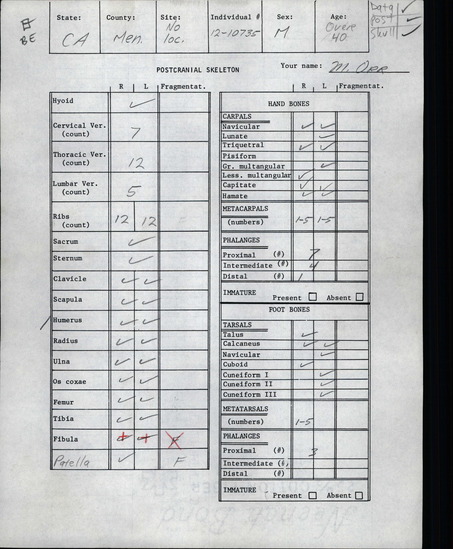 BE
State: County: Site: Individual # Sex: Age:
CA Men. No loc. 12-10735 M Over 40
Data ✓
Post ✓
Skull ✓
POSTCRANIAL SKELETON
Your name: M. Orr
R L Fragmentat.
Hyoid ✓
Cervical Ver. (count) 7
Thoracic Ver. (count) 12
Lumbar Ver. (count) 5
Ribs (count) 12 12
Sacrum ✓
Sternum ✓
Clavicle ✓ ✓
Scapula ✓ ✓
Humerus ✓ ✓
Radius ✓ ✓
Ulna ✓ ✓
Os coxae ✓ ✓
Femur ✓ ✓
Tibia ✓ ✓
Fibula
Patella ✓ F
R L Fragmentat.
HAND BONES
CARPALS
Navicular ✓ ✓
Lunate ✓
Triquetral ✓ ✓
Pisiform
Gr. multangular ✓
Less. multangular ✓
Capitate ✓ ✓
Hamate ✓ ✓
METACARPALS
(numbers) 1-5 1-5
PHALANGES
Proximal (#) 7
Intermediate (#) 4
Distal (#) 1
IMMATURE
Present Absent
FOOT BONES
TARSALS
Talus ✓
Calcaneus ✓ ✓
Navicular ✓
Cuboid ✓
Cuneiform I ✓
Cuneiform II ✓
Cuneiform III ✓
METATARSALS
(numbers) 1-5
PHALANGES
Proximal (#) 3
Intermediate (#)
Distal (#)
IMMATURE
Present Absent